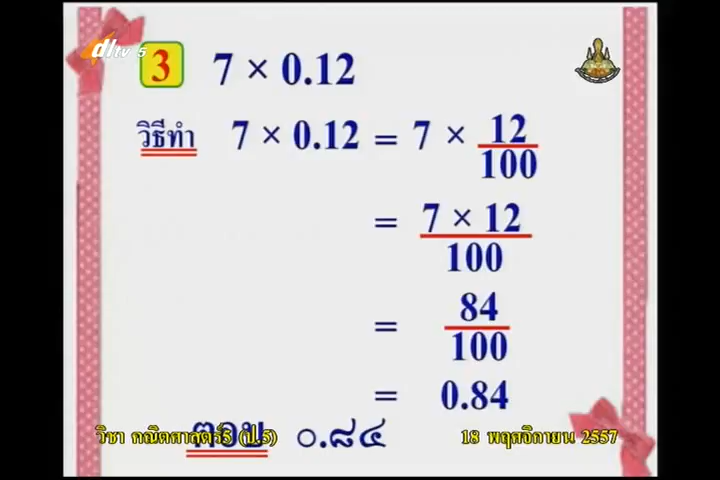 dltv 5
3 7 × 0.12
วิธีทำ 7 × 0.12 = 7 × 12/100
= 7 × 12/100
= 84/100
= 0.84
ตอบ ๐.๘๔
วิชา คณิตศาสตร์5 (ป.5) 18 พฤศจิกายน 2557